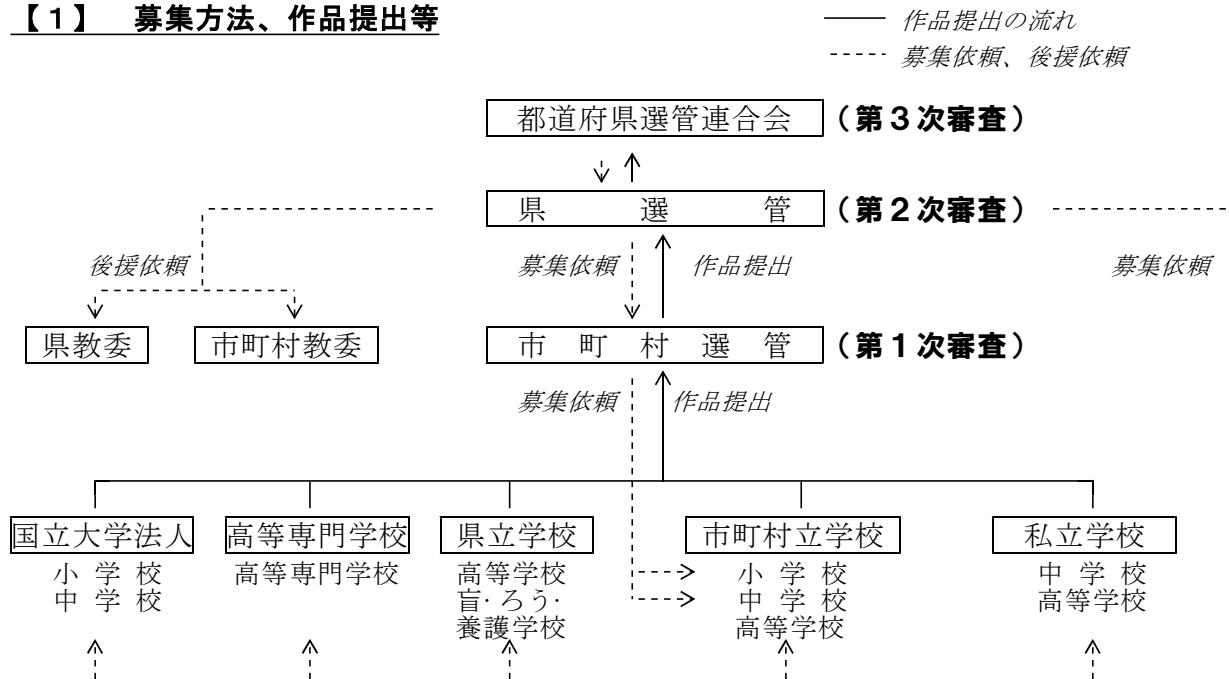 【１】　募集方法、作品提出等
作品提出の流れ
募集依頼、後援依頼
都道府県選管連合会
（第３次審査）
県選管
（第２次審査）
後援依頼
募集依頼
作品提出
募集依頼
県教委
市町村教委
市町村選管
（第１次審査）
募集依頼
作品提出
国立大学法人
小学校
中学校
高等専門学校
高等専門学校
県立学校
高等学校
盲・ろう・
養護学校
市町村立学校
小学校
中学校
高等学校
私立学校
中学校
高等学校